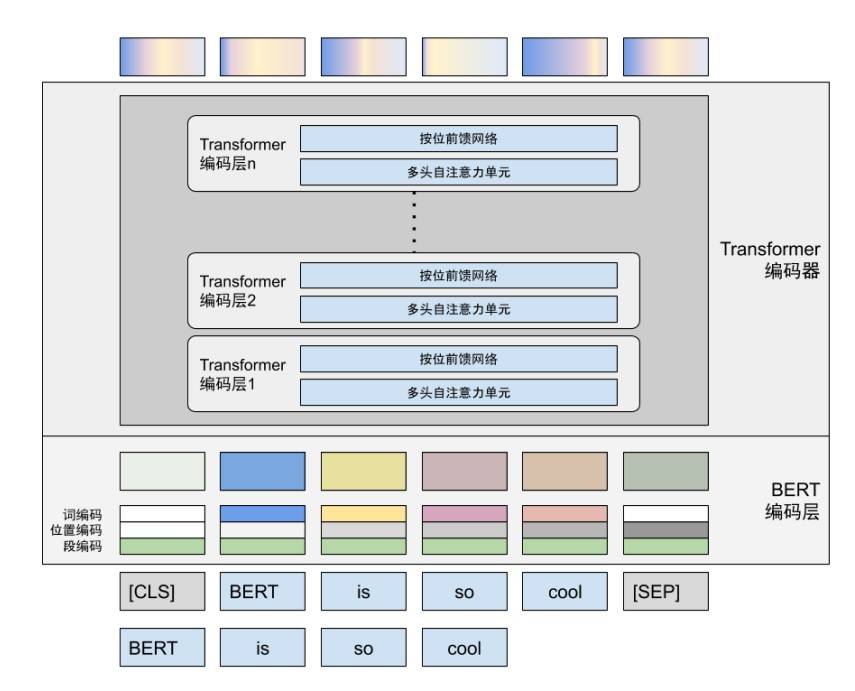 Transformer
编码层n
按位前馈网络
多头自注意力单元
Transformer
编码层2
按位前馈网络
多头自注意力单元
Transformer
编码层1
按位前馈网络
多头自注意力单元
Transformer
编码器
BERT
编码层
词编码
位置编码
段编码
[CLS] BERT is so cool [SEP]
BERT is so cool